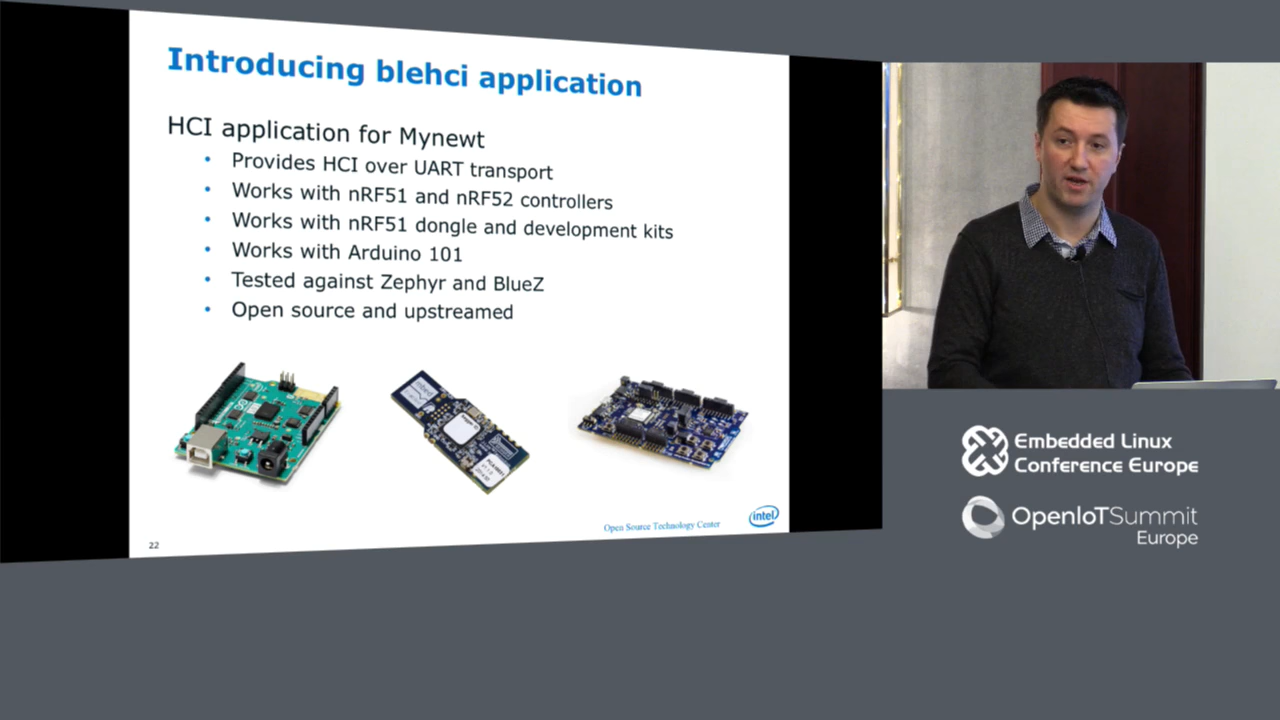 Introducing blehci application
HCI application for Mynewt
• Provides HCI over UART transport
• Works with nRF51 and nRF52 controllers
• Works with nRF51 dongle and development kits
• Works with Arduino 101
• Tested against Zephyr and BlueZ
• Open source and upstreamed
mbed
Open Source Technology Center
intel
22
Embedded Linux
Conference Europe
OpenIoTSummit
Europe